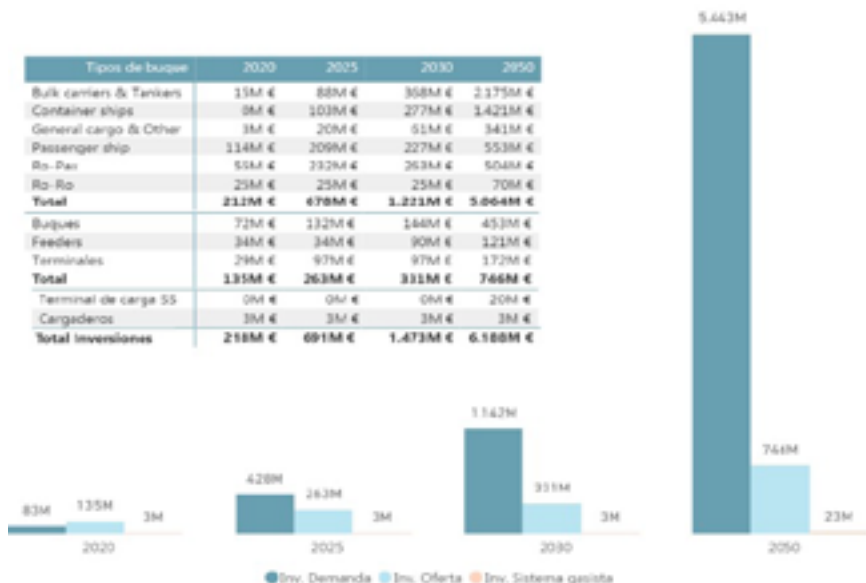 5.443M
Tipos de buque 2020 2025 2030 2050
Bulk carriers & Tankers 15M € 88M € 368M € 2.175M €
Container ships 0M € 103M € 277M € 1.421M €
General cargo & Other 3M € 20M € 61M € 341M €
Passenger ship 114M € 209M € 227M € 553M €
Ro-Pax 55M € 232M € 263M € 504M €
Ro-Ro 25M € 25M € 25M € 70M €
Total 212M € 678M € 1.221M € 5.064M €
Buques 72M € 132M € 144M € 453M €
Feeders 34M € 34M € 90M € 121M €
Terminales 29M € 97M € 97M € 172M €
Total 135M € 263M € 331M € 746M €
Terminal de carga SS 0M € 0M € 0M € 20M €
Cargaderos 3M € 3M € 3M € 3M €
Total Inversiones 218M € 691M € 1.473M € 6.188M €
83M 135M 3M
428M 263M 3M
1.142M 331M 3M
746M 23M
2020 2025 2030 2050
Inv. Demanda Inv. Oferta Inv. Sistema gasista